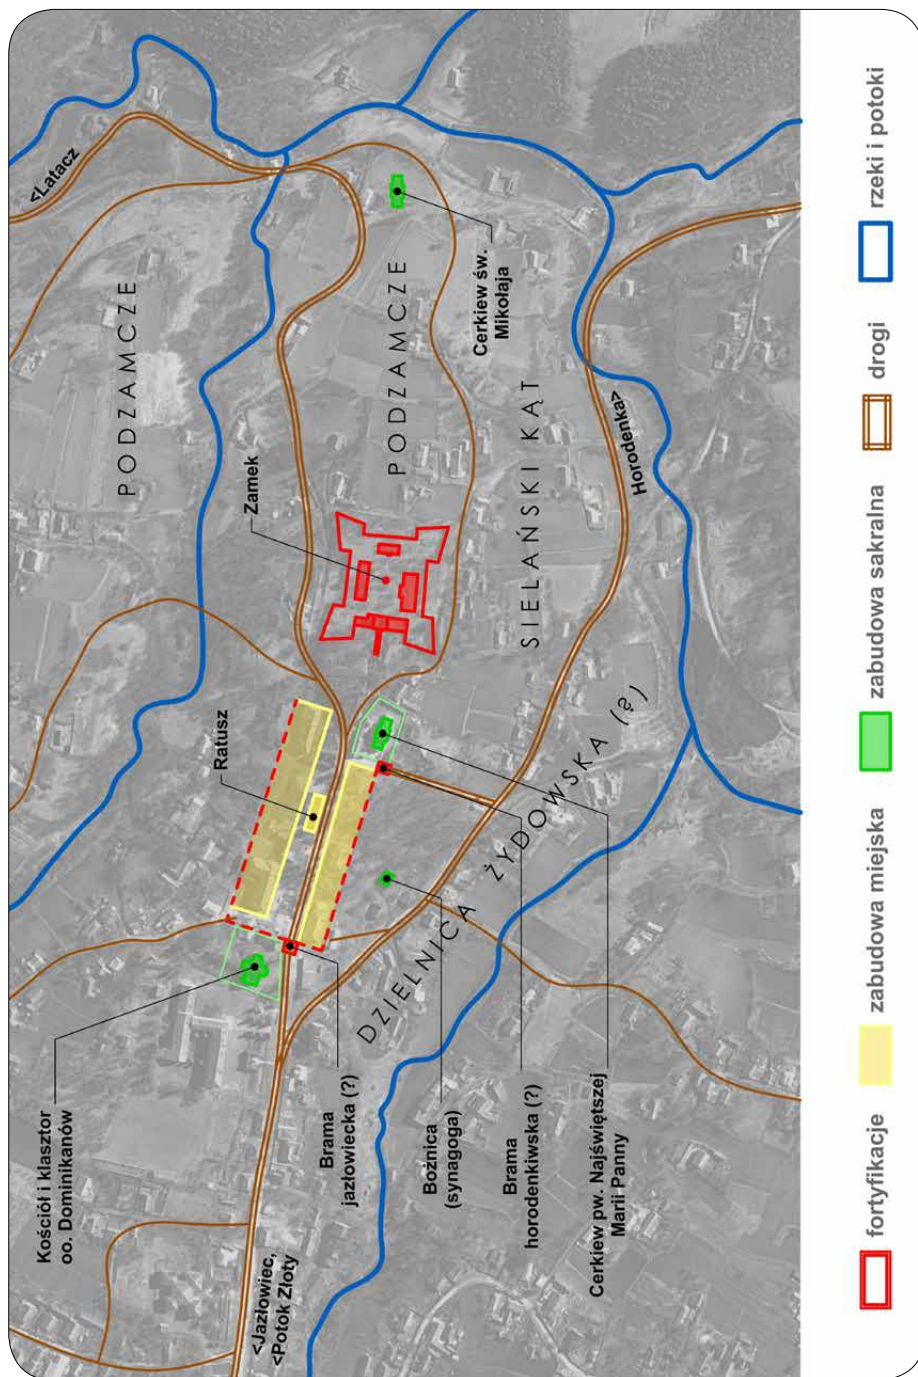 Kościół i klasztor
oo. Dominikanów
Ratusz
Zamek
PODZAMCZE
<Latacz
PODZAMCZE
Cerkiew św.
Mikołaja
SIELAŃSKI KĄT
Horodenka>
DZIELNICA ŻYDOWSKA (?)
<Jazłowiec,
<Potok Złoty
Brama
jazłowiecka (?)
Bożnica
(synagoga)
Brama
horodenkiwska (?)
Cerkiew pw. Najświętszej
Marii Panny
fortyfikacje
zabudowa miejska
zabudowa sakralna
drogi
rzeki i potoki